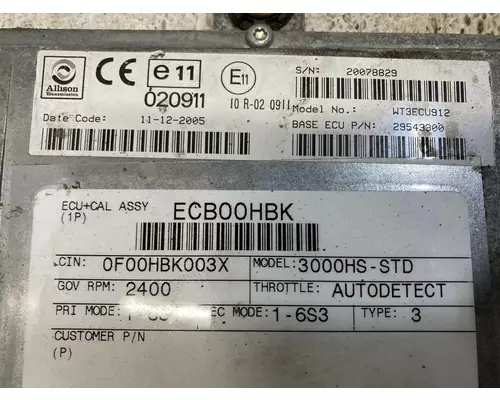 Allison
Transmission
CE
e11
020911
E11
10 R-02 0911
S/N: 20078829
Model No.: WT3ECU912
Date Code: 11-12-2005
BASE ECU P/N: 29543300
ECU+CAL ASSY ECB00HBK
(1P)
CIN: 0F00HBK003X
MODEL: 3000HS-STD
GOV RPM: 2400
THROTTLE: AUTODETECT
PRI MODE:
EC MODE: 1-6S3
TYPE: 3
CUSTOMER P/N
(P)